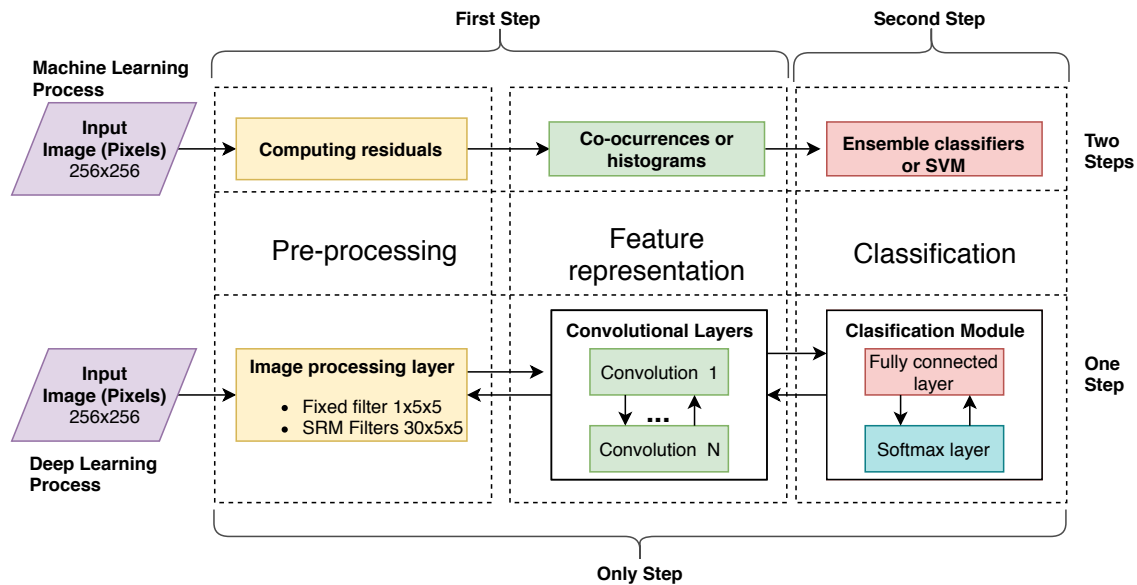 First Step
Second Step
Machine Learning
Process
Input
Image (Pixels)
256x256
Computing residuals
Co-ocurrences or
histograms
Ensemble classifiers
or SVM
Two
Steps
Pre-processing
Feature
representation
Classification
Input
Image (Pixels)
256x256
Deep Learning
Process
Image processing layer
• Fixed filter 1x5x5
• SRM Filters 30x5x5
Convolutional Layers
Convolution 1
...
Convolution N
Clasification Module
Fully connected
layer
Softmax layer
One
Step
Only Step